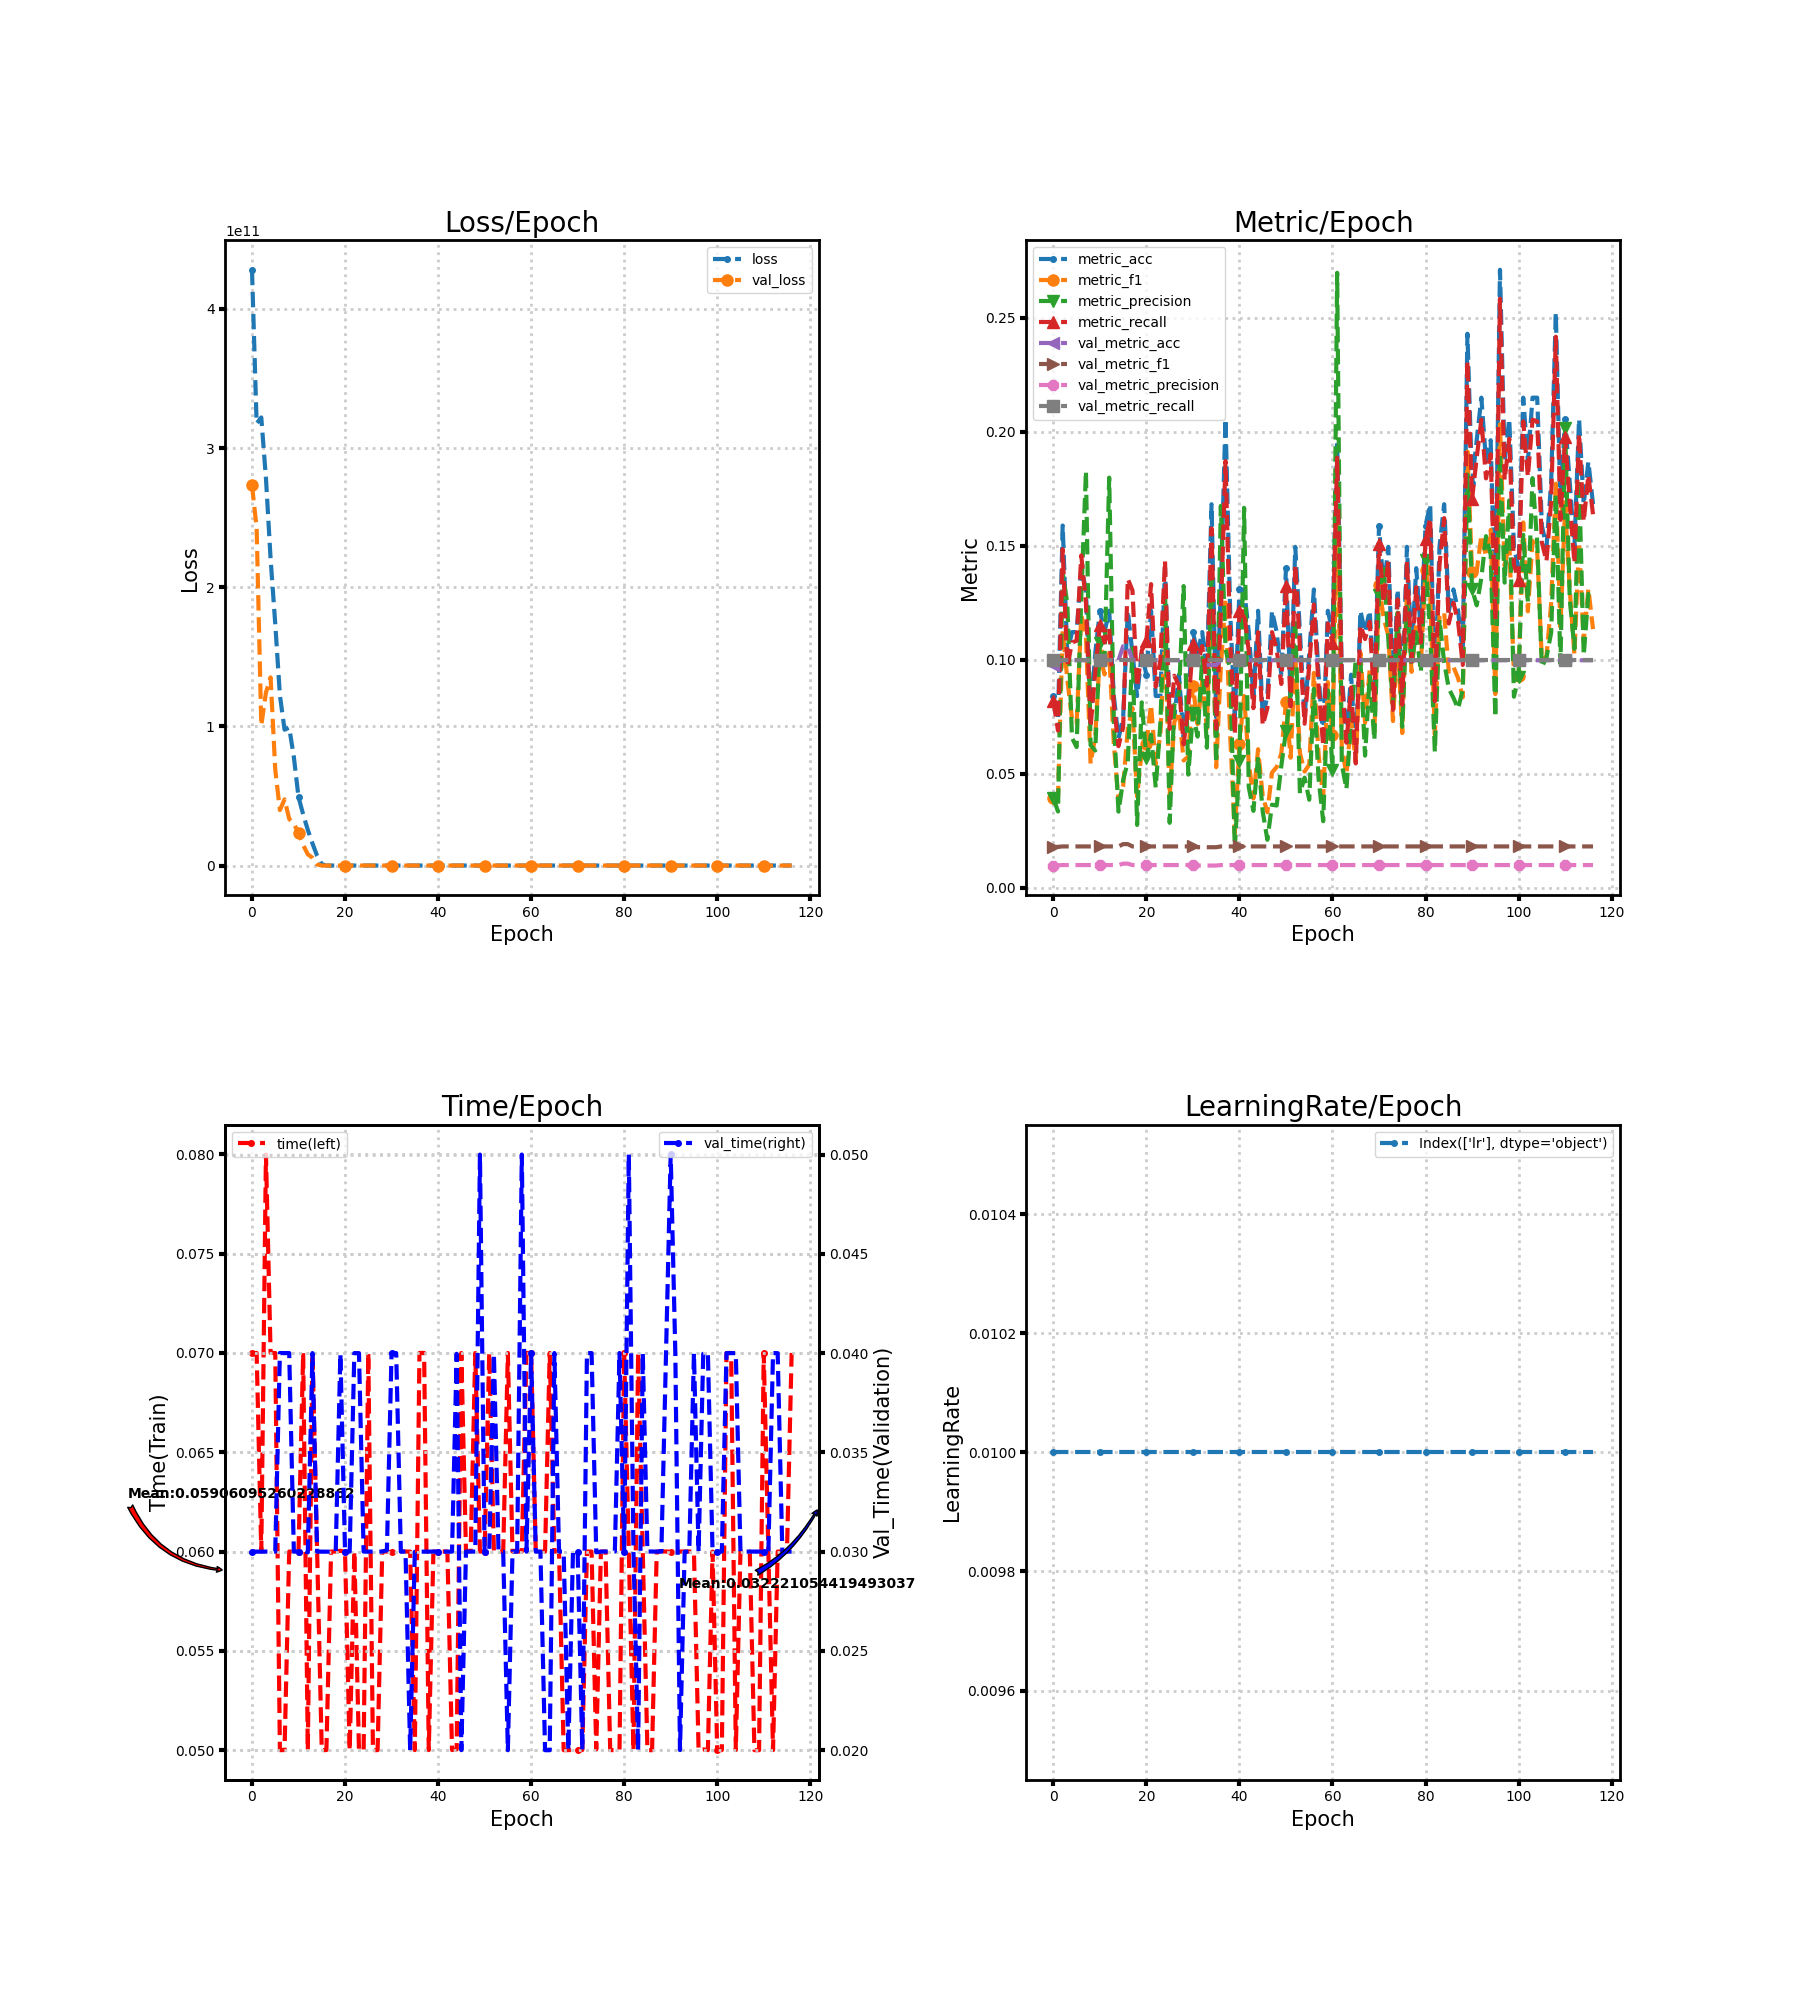 Loss/Epoch
1e11
loss
val_loss
4
3
2
1
0
Loss
0 20 40 60 80 100 120
Epoch
Metric/Epoch
metric_acc
metric_f1
metric_precision
metric_recall
val_metric_acc
val_metric_f1
val_metric_precision
val_metric_recall
0.25
0.20
0.15
0.10
0.05
0.00
Metric
0 20 40 60 80 100 120
Epoch
Time/Epoch
time(left)
val_time(right)
0.080
0.075
0.070
0.065
0.060
0.055
0.050
Time(Train)
Mean:0.05906095260228862
0.050
0.045
0.040
0.035
0.030
0.025
0.020
Val_Time(Validation)
Mean:0.032221054419493037
0 20 40 60 80 100 120
Epoch
LearningRate/Epoch
Index(['lr'], dtype='object')
0.0104
0.0102
0.0100
0.0098
0.0096
LearningRate
0 20 40 60 80 100 120
Epoch